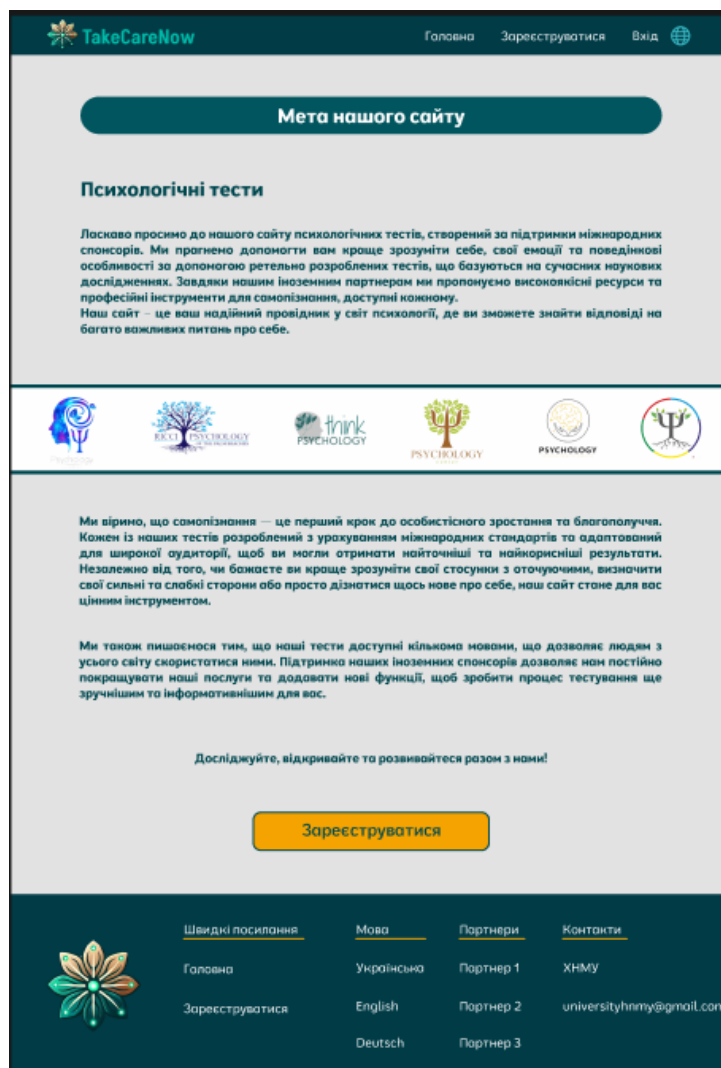 TakeCareNow
Головна Зареєструватися Вхід
Мета нашого сайту
Психологічні тести
Ласкаво просимо до нашого сайту психологічних тестів, створений за підтримки міжнародних
спонсорів. Ми прагнемо допомогти вам краще зрозуміти себе, свої емоції та поведінкові
особливості за допомогою ретельно розроблених тестів, що базуються на сучасних наукових
дослідженнях. Завдяки нашим іноземним партнерам ми пропонуємо високоякісні ресурси та
професійні інструменти для самопізнання, доступні кожному.
Наш сайт – це ваш надійний провідник у світ психології, де ви зможете знайти відповіді на
багато важливих питань про себе.
Psychology
RICCI PSYCHOLOGY
think
PSYCHOLOGY
PSYCHOLOGY
PSYCHOLOGY
Ми віримо, що самопізнання — це перший крок до особистісного зростання та благополуччя.
Кожен із наших тестів розроблений з урахуванням міжнародних стандартів та адаптований
для широкої аудиторії, щоб ви могли отримати найточніші та найкорисніші результати.
Незалежно від того, чи бажаєте ви краще зрозуміти свої стосунки з оточуючими, визначити
свої сильні та слабкі сторони або просто дізнатися щось нове про себе, наш сайт стане для вас
цінним інструментом.
Ми також пишаємося тим, що наші тести доступні кількома мовами, що дозволяє людям з
усього світу скористатися ними. Підтримка наших іноземних спонсорів дозволяє нам постійно
покращувати наші послуги та додавати нові функції, щоб зробити процес тестування ще
зручнішим та інформативнішим для вас.
Досліджуйте, відкривайте та розвивайтеся разом з нами!
Зареєструватися
Швидкі посилання Мова Партнери Контакти
Головна Українська Партнер 1 ХНМУ
Зареєструватися English Партнер 2 universityhnmy@gmail.com
Deutsch Партнер 3